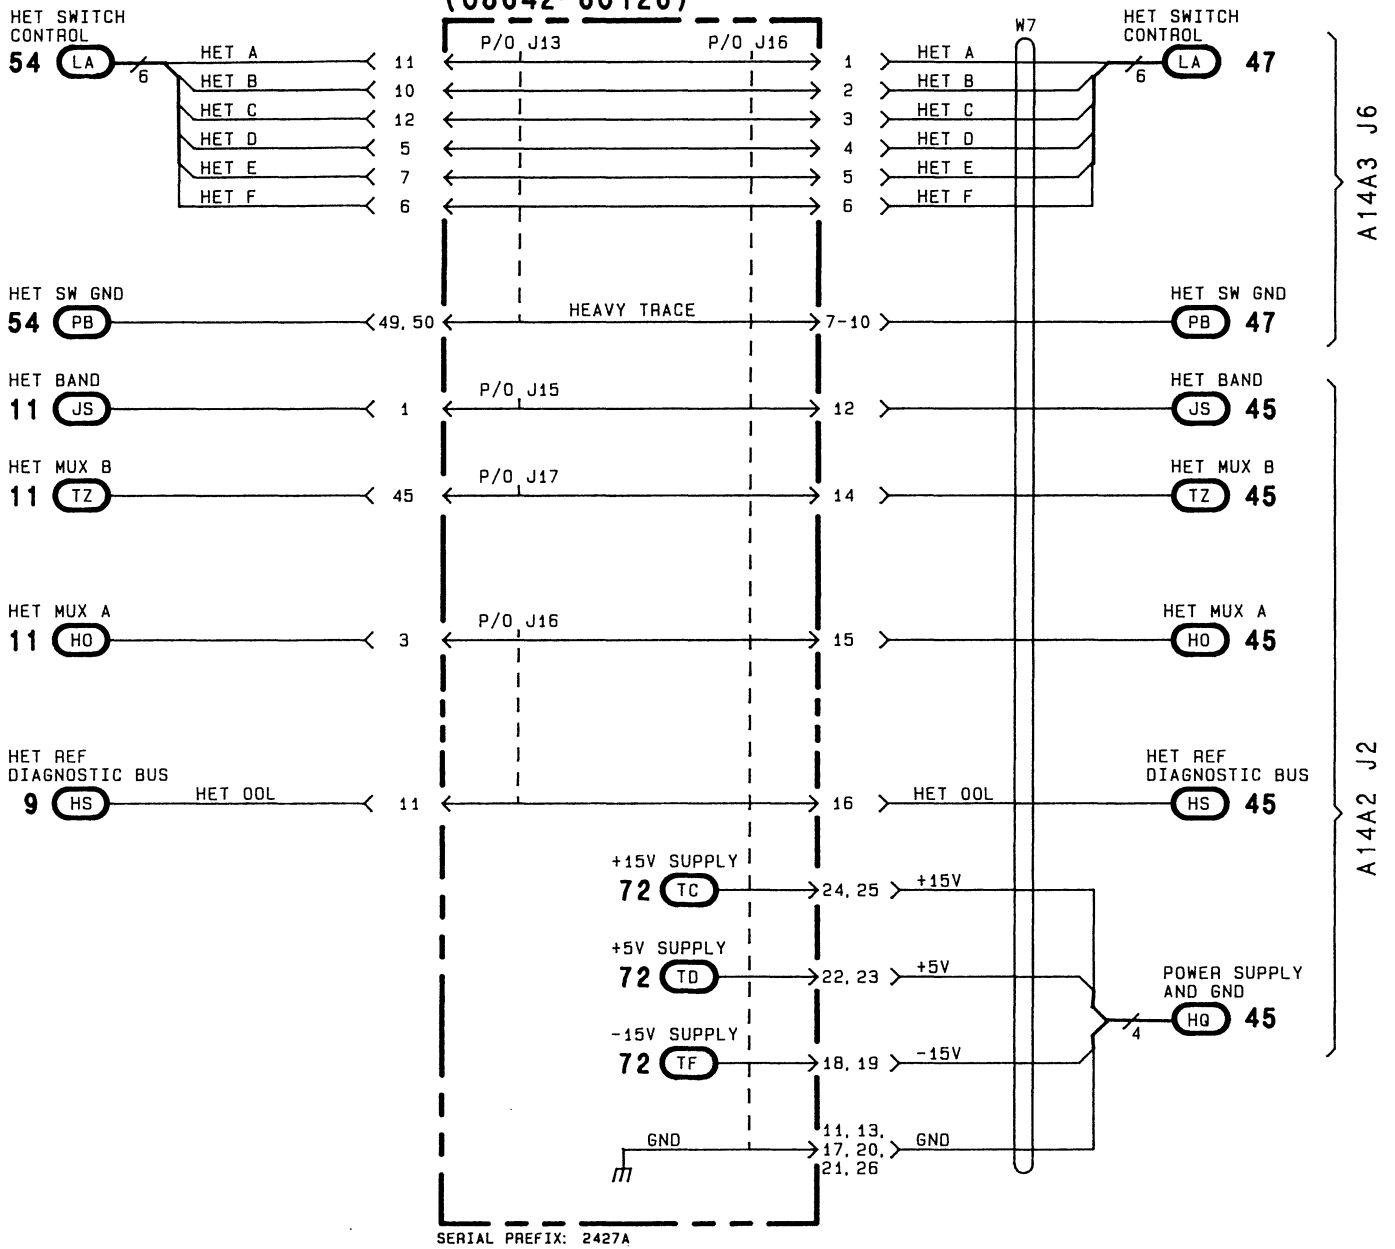 HET SWITCH
CONTROL
54 LA
6
HET A
HET B
HET C
HET D
HET E
HET F
11
10
12
5
7
6
P/O J13
P/O J16
1
2
3
4
5
6
HET A
HET B
HET C
HET D
HET E
HET F
W7
HET SWITCH
CONTROL
6
LA 47
A14A3 J6
HET SW GND
54 PB
49, 50
HEAVY TRACE
7-10
HET SW GND
PB 47
HET BAND
11 JS
1
P/O J15
12
HET BAND
JS 45
HET MUX B
11 TZ
45
P/O J17
14
HET MUX B
TZ 45
HET MUX A
11 HO
3
P/O J16
15
HET MUX A
HO 45
HET REF
DIAGNOSTIC BUS
9 HS
HET OOL
11
16
HET OOL
HET REF
DIAGNOSTIC BUS
HS 45
A14A2 J2
+15V SUPPLY
72 TC
24, 25
+15V
+5V SUPPLY
72 TD
22, 23
+5V
-15V SUPPLY
72 TF
18, 19
-15V
POWER SUPPLY
AND GND
4
HQ 45
GND
11, 13,
17, 20,
21, 26
GND
SERIAL PREFIX: 2427A